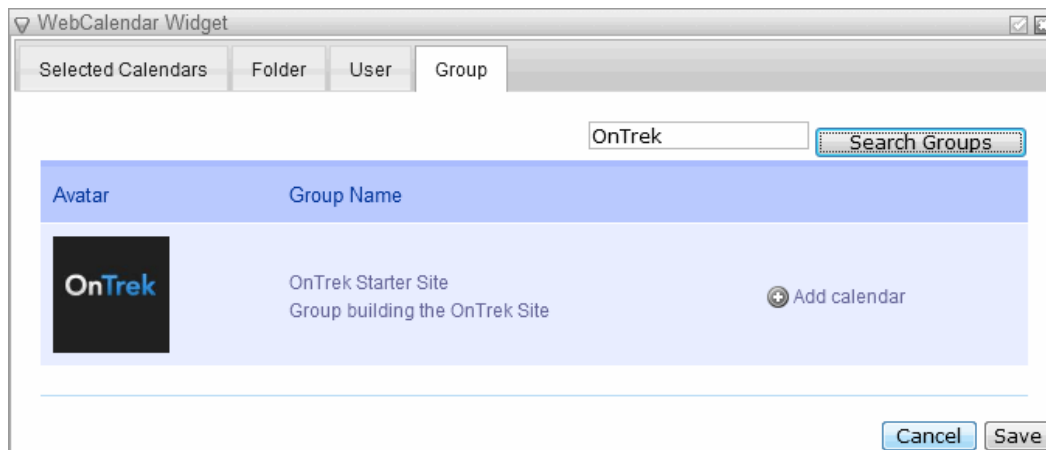 WebCalendar Widget
Selected Calendars Folder User Group
OnTrek Search Groups
Avatar Group Name
OnTrek
OnTrek Starter Site
Group building the OnTrek Site
Add calendar
Cancel Save